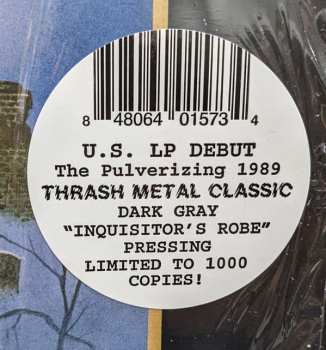 8 48064 01573 4
U.S. LP DEBUT
The Pulverizing 1989
THRASH METAL CLASSIC
DARK GRAY
“INQUISITOR’S ROBE”
PRESSING
LIMITED TO 1000
COPIES!